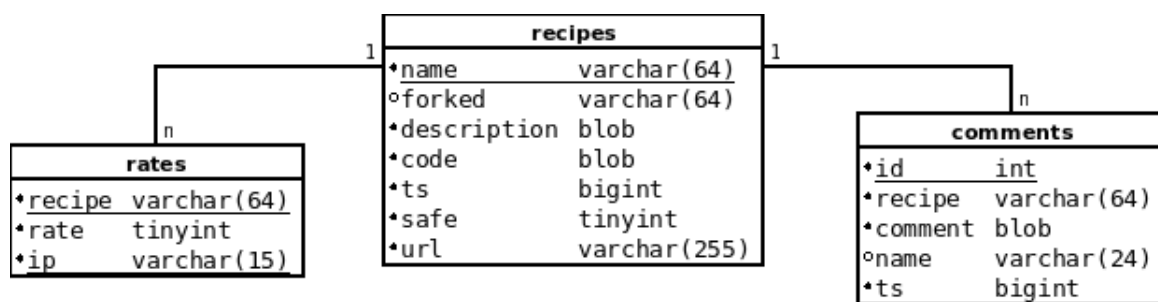 recipes
1
1
name varchar(64)
forked varchar(64)
description blob
code blob
ts bigint
safe tinyint
url varchar(255)
n
rates
recipe varchar(64)
rate tinyint
ip varchar(15)
n
comments
id int
recipe varchar(64)
comment blob
name varchar(24)
ts bigint